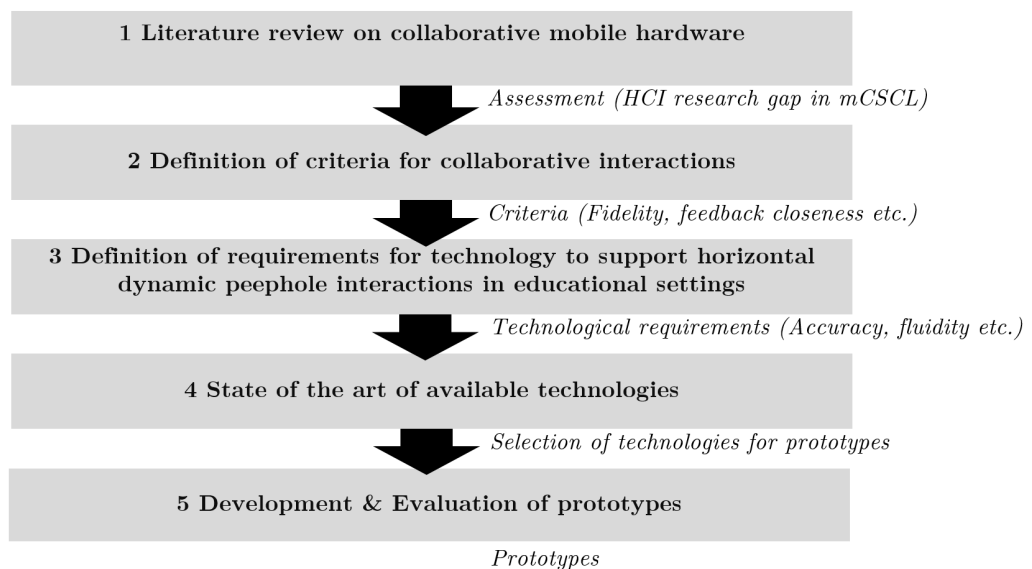 1 Literature review on collaborative mobile hardware
Assessment (HCI research gap in mCSCL)
2 Definition of criteria for collaborative interactions
Criteria (Fidelity, feedback closeness etc.)
3 Definition of requirements for technology to support horizontal
dynamic peephole interactions in educational settings
Technological requirements (Accuracy, fluidity etc.)
4 State of the art of available technologies
Selection of technologies for prototypes
5 Development & Evaluation of prototypes
Prototypes